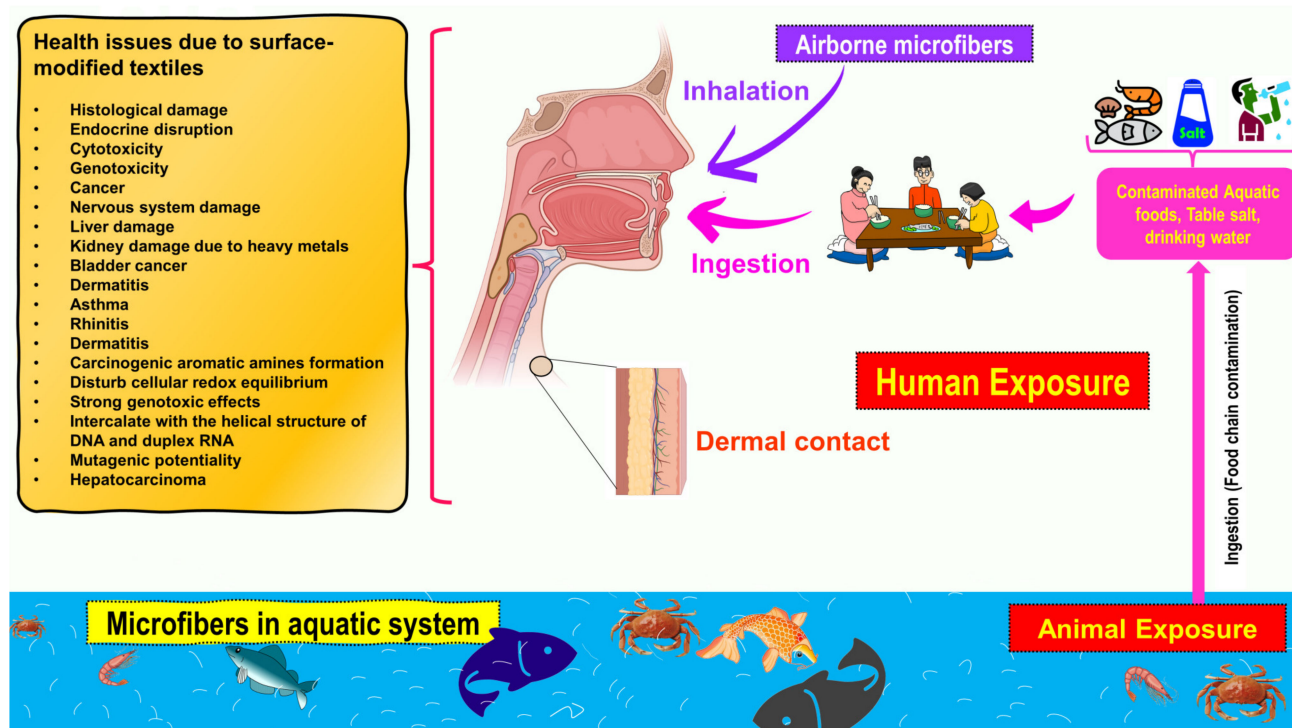 Health issues due to surface-
modified textiles
• Histological damage
• Endocrine disruption
• Cytotoxicity
• Genotoxicity
• Cancer
• Nervous system damage
• Liver damage
• Kidney damage due to heavy metals
• Bladder cancer
• Dermatitis
• Asthma
• Rhinitis
• Dermatitis
• Carcinogenic aromatic amines formation
• Disturb cellular redox equilibrium
• Strong genotoxic effects
• Intercalate with the helical structure of
DNA and duplex RNA
• Mutagenic potentiality
• Hepatocarcinoma
Airborne microfibers
Inhalation
Ingestion
Salt
Contaminated Aquatic
foods, Table salt,
drinking water
Human Exposure
Dermal contact
Ingestion (Food chain contamination)
Microfibers in aquatic system
Animal Exposure